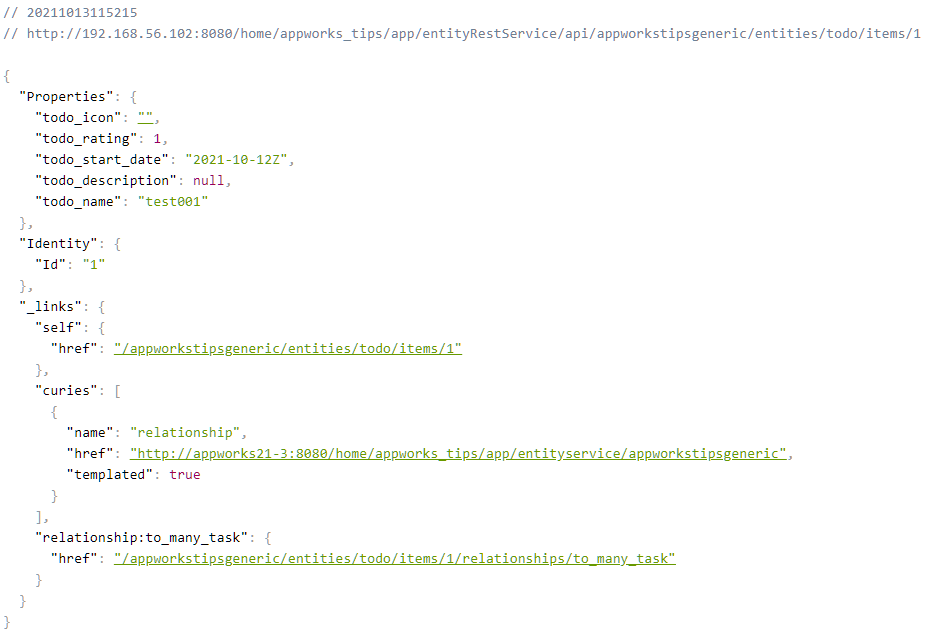 // 20211013115215
// http://192.168.56.102:8080/home/appworks_tips/app/entityRestService/api/appworkstipsgeneric/entities/todo/items/1
{
"Properties": {
"todo_icon": "",
"todo_rating": 1,
"todo_start_date": "2021-10-12Z",
"todo_description": null,
"todo_name": "test001"
},
"Identity": {
"Id": "1"
},
"_links": {
"self": {
"href": "/appworkstipsgeneric/entities/todo/items/1"
},
"curies": [
{
"name": "relationship",
"href": "http://appworks21-3:8080/home/appworks_tips/app/entityservice/appworkstipsgeneric",
"templated": true
}
],
"relationship:to_many_task": {
"href": "/appworkstipsgeneric/entities/todo/items/1/relationships/to_many_task"
}
}
}